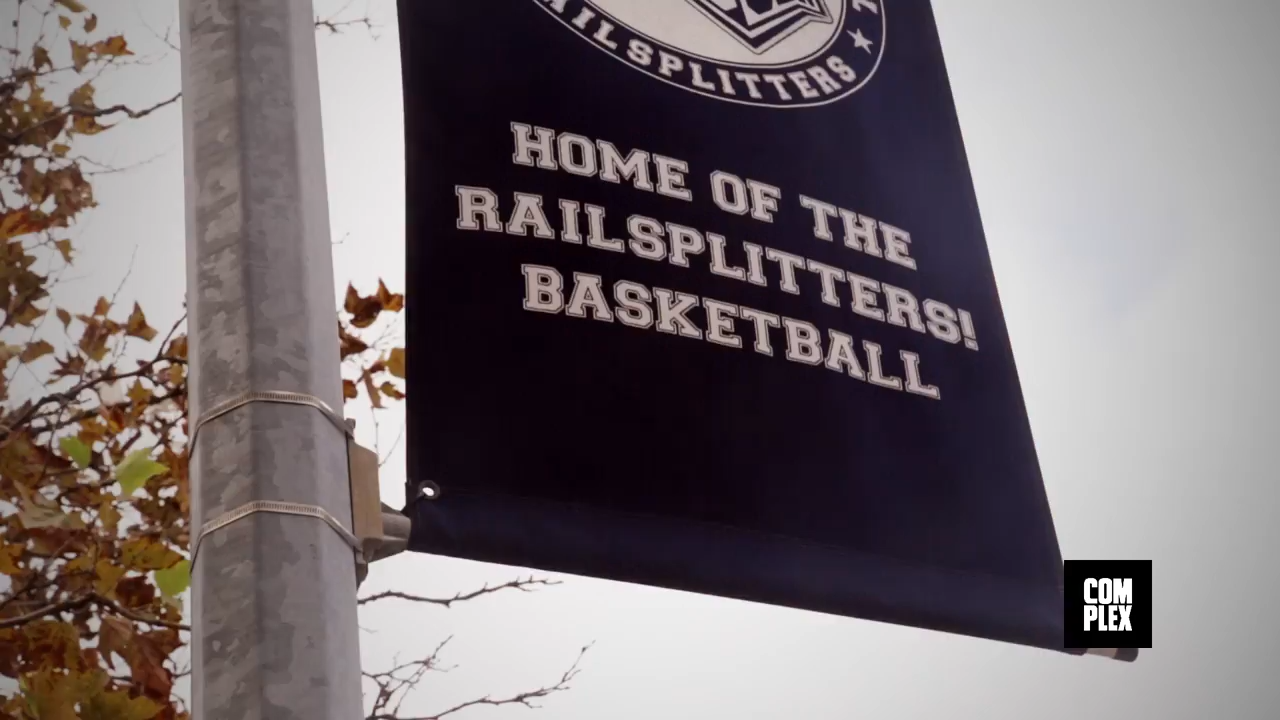 RAILSPLITTERS ★
HOME OF THE
RAILSPLITTERS!
BASKETBALL
COM
PLEX